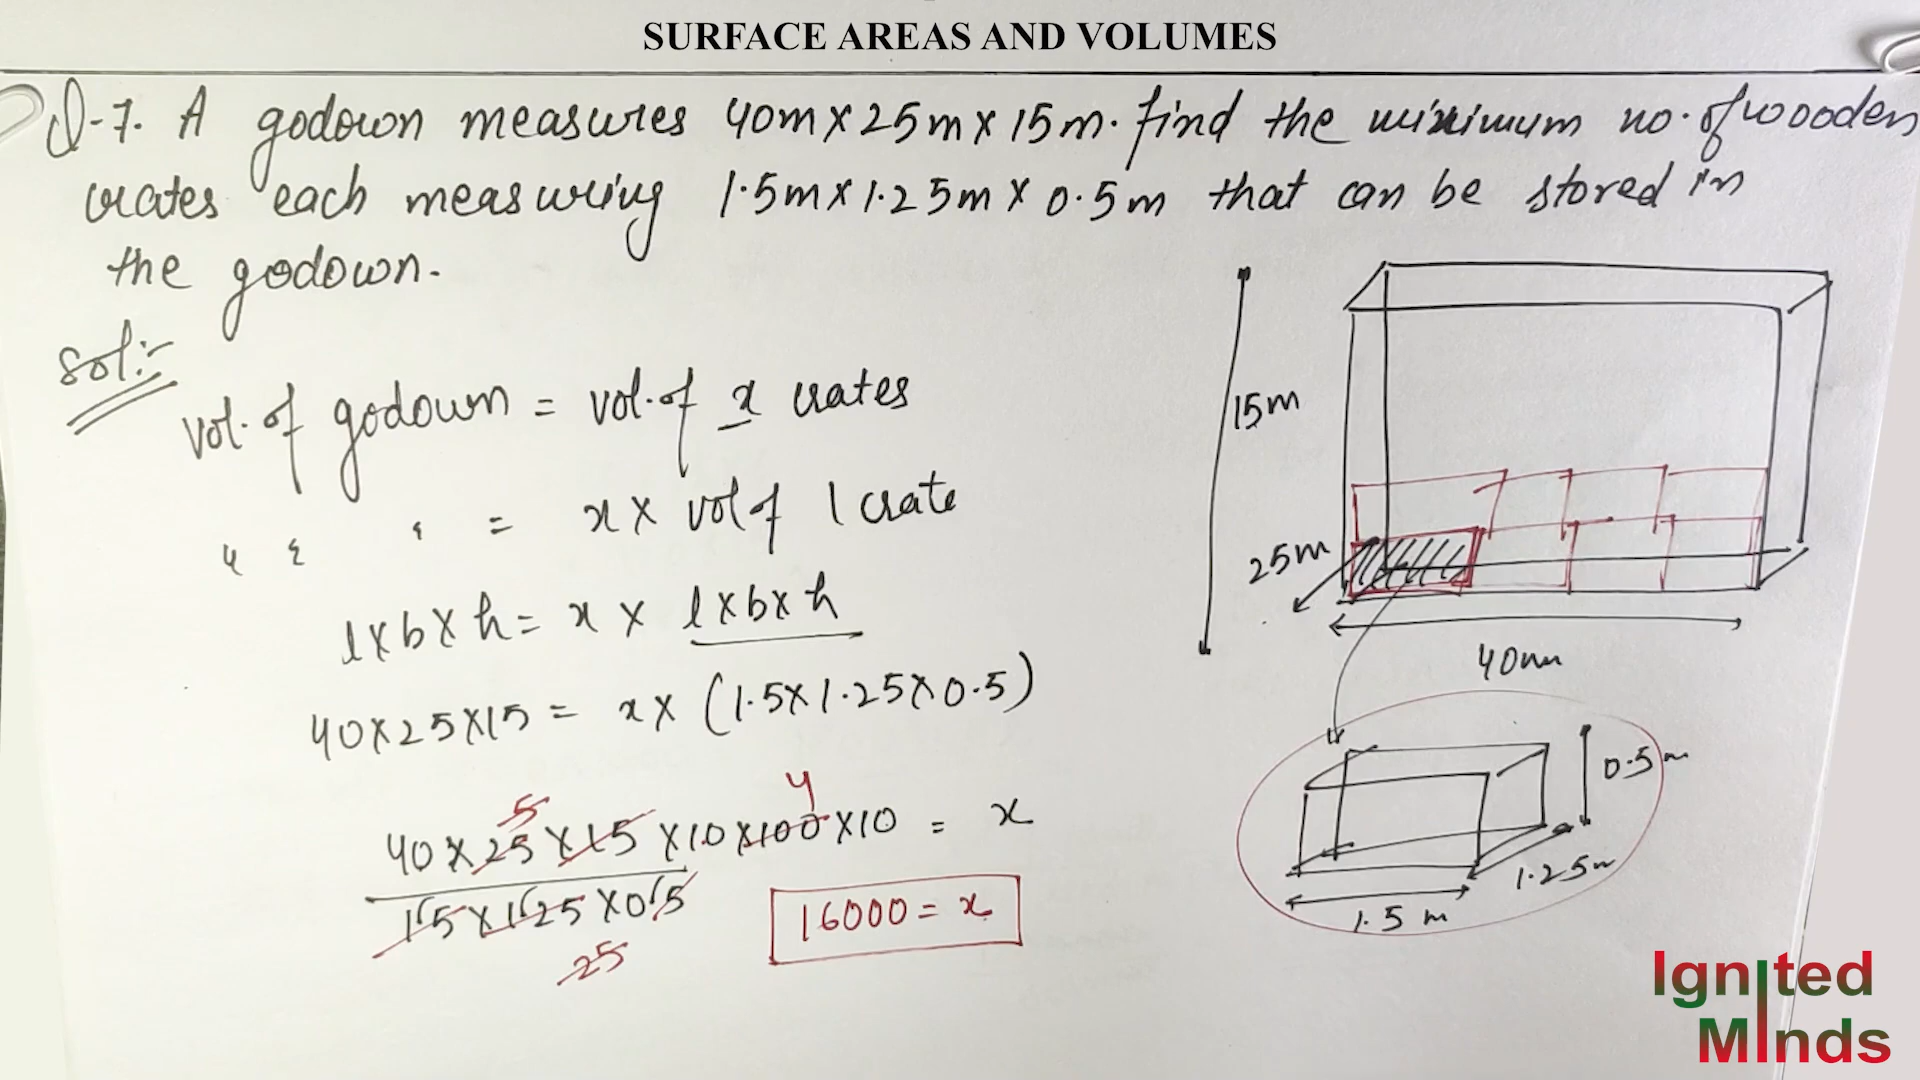 SURFACE AREAS AND VOLUMES
Q-7. A godown measures 40m x 25m x 15m. find the minimum no. of wooden
crates each measuring 1.5m x 1.25m x 0.5m that can be stored in
the godown.
Sol:-
vol. of godown = vol. of x crates
" " " = x x vol of 1 crate
l x b x h = x x l x b x h
40 x 25 x 15 = x x (1.5 x 1.25 x 0.5)
5 4
40 x 25 x 15 x 10 x 100 x 10 = x
1.5 x 1.25 x 0.5
25
16000 = x
15m
25m
40m
0.5m
1.25m
1.5 m
Ignited
Minds